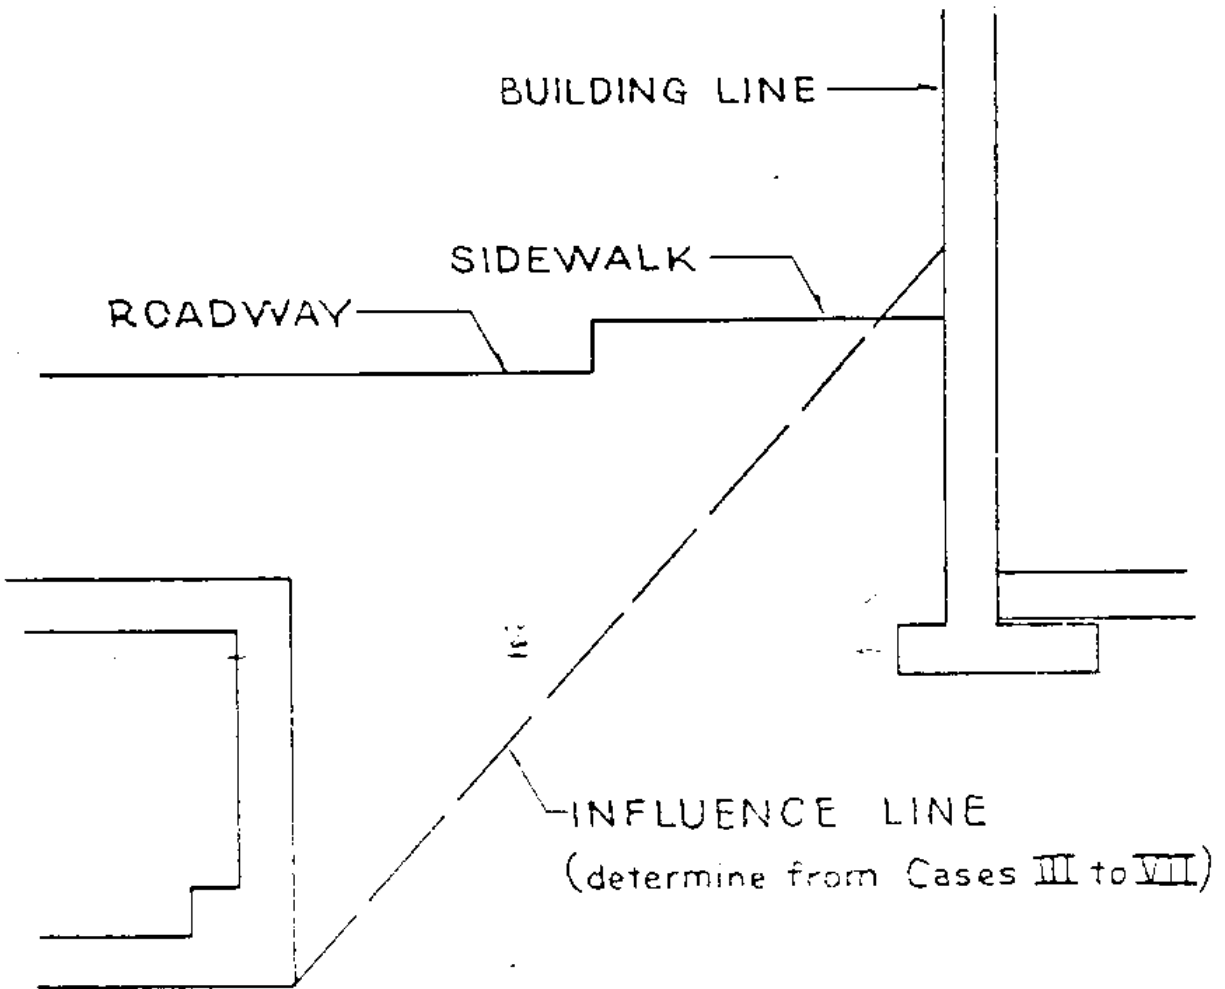 BUILDING LINE
SIDEWALK
ROADWAY
INFLUENCE LINE
(determine from Cases III to VII)